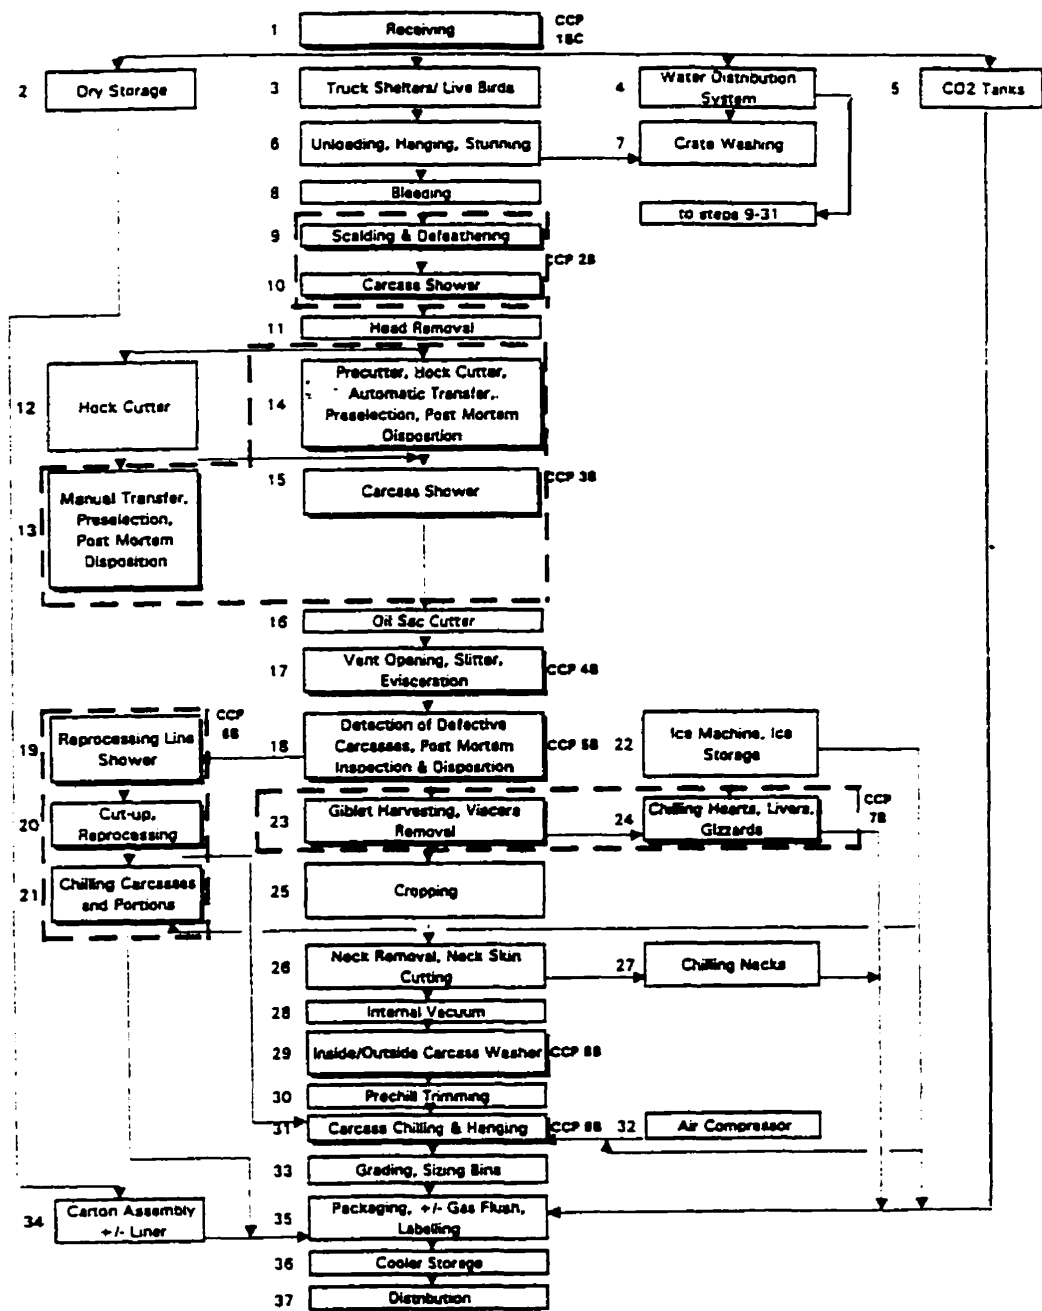 1 Receiving CCP
1BC
2 Dry Storage
3 Truck Shelters/ Live Birds
4 Water Distribution
System
5 CO2 Tanks
6 Unloading, Hanging, Stunning
7 Crate Washing
8 Bleeding
to steps 9-31
9 Scalding & Defeathering
CCP 2B
10 Carcass Shower
11 Head Removal
12 Hock Cutter
14 Precutter, Hock Cutter,
Automatic Transfer,
Preselection, Post Mortem
Disposition
15 Carcass Shower CCP 3B
13 Manual Transfer,
Preselection,
Post Mortem
Disposition
16 Oil Sac Cutter
17 Vent Opening, Slitter,
Evisceration CCP 4B
19 Reprocessing Line
Shower
CCP
6B
18 Detection of Defective
Carcasses, Post Mortem
Inspection & Disposition CCP 5B
22 Ice Machine, Ice
Storage
20 Cut-up,
Reprocessing
23 Giblet Harvesting, Viscera
Removal
24 Chilling Hearts, Livers,
Gizzards
CCP
7B
21 Chilling Carcasses
and Portions
25 Cropping
26 Neck Removal, Neck Skin
Cutting
27 Chilling Necks
28 Internal Vacuum
29 Inside/Outside Carcass Washer CCP 8B
30 Prechill Trimming
31 Carcass Chilling & Hanging CCP 9B
32 Air Compressor
33 Grading, Sizing Bins
34 Carton Assembly
+/- Liner
35 Packaging, +/- Gas Flush,
Labelling
36 Cooler Storage
37 Distribution